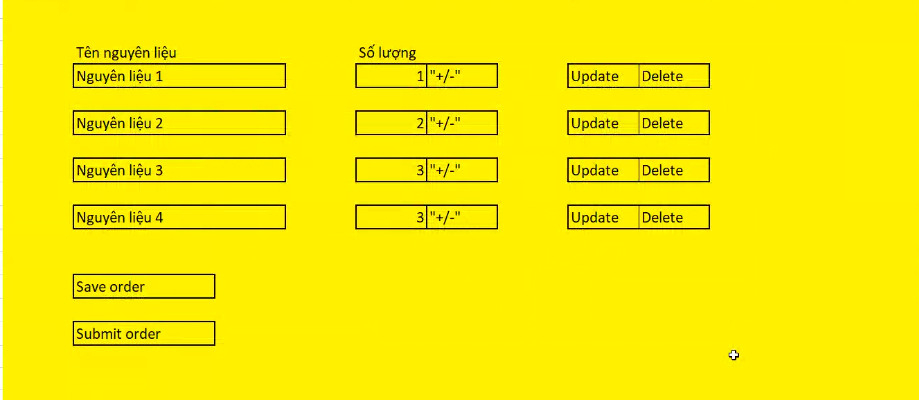 Tên nguyên liệu Số lượng
Nguyên liệu 1 1 "+/-" Update Delete
Nguyên liệu 2 2 "+/-" Update Delete
Nguyên liệu 3 3 "+/-" Update Delete
Nguyên liệu 4 3 "+/-" Update Delete
Save order
Submit order